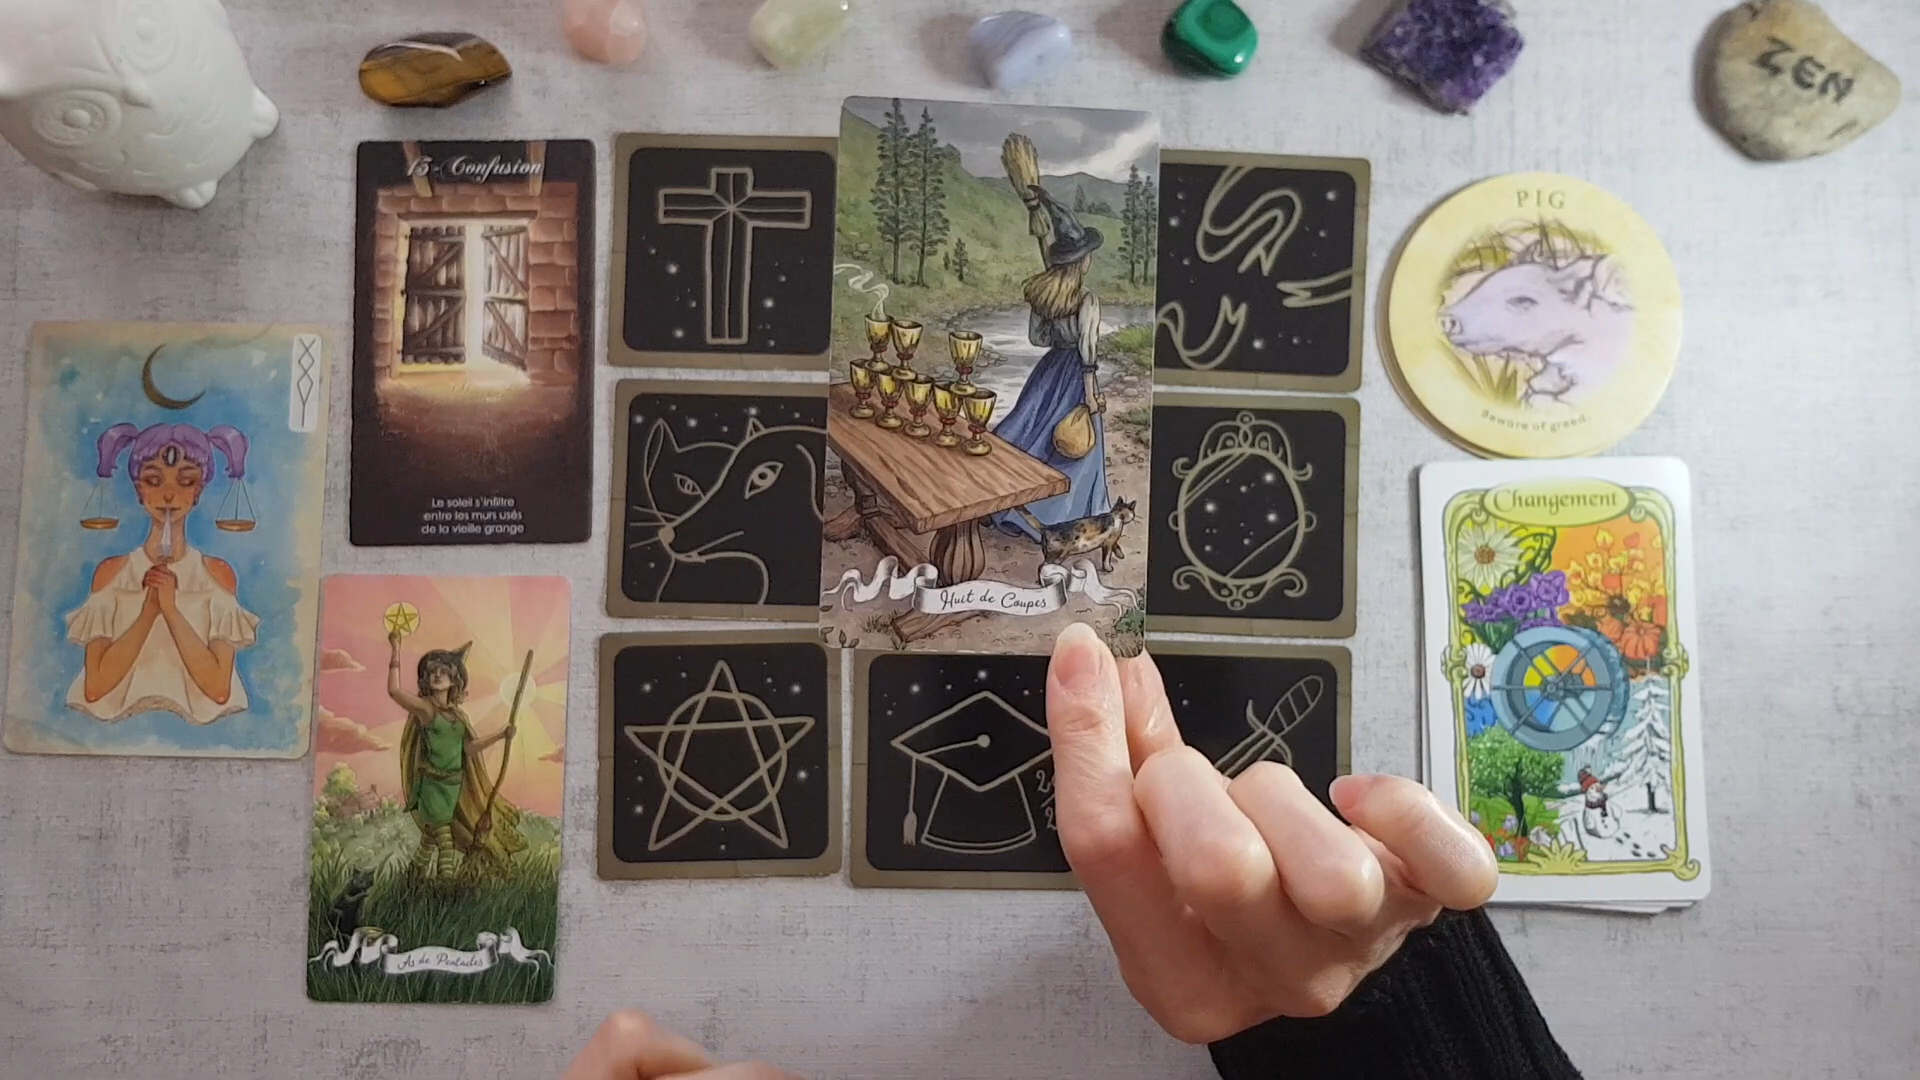 ZEN
13-Confusion
PIG
Beware of greed.
Changement
Le soleil s'infiltre
entre les murs usés
de la vieille grange
Huit de Coupes
As de Pentacles